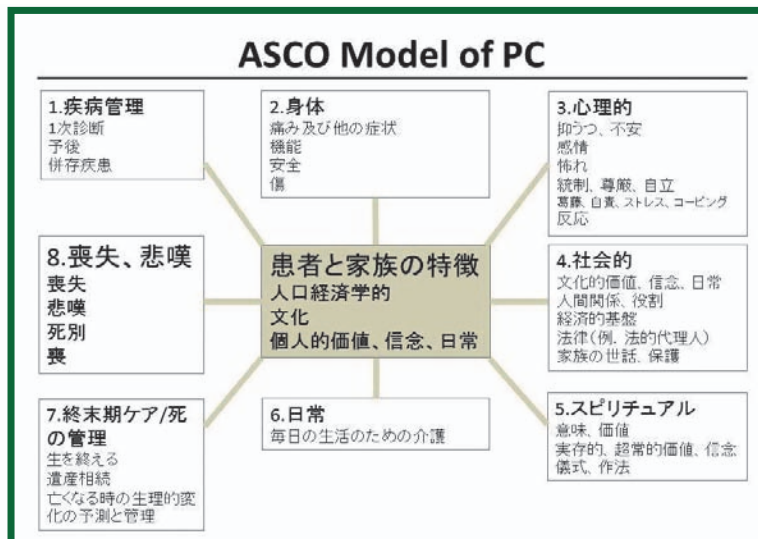 ASCO Model of PC
1.疾病管理
1次診断
予後
併存疾患
2.身体
痛み及び他の症状
機能
安全
傷
3.心理的
抑うつ、不安
感情
怖れ
統制、尊厳、自立
葛藤、自責、ストレス、コーピング
反応
患者と家族の特徴
人口経済学的
文化
個人的価値、信念、日常
4.社会的
文化的価値、信念、日常
人間関係、役割
経済的基盤
法律(例. 法的代理人)
家族の世話、保護
5.スピリチュアル
意味、価値
実存的、超常的価値、信念
儀式、作法
6.日常
毎日の生活のための介護
7.終末期ケア/死
の管理
生を終える
遺産相続
亡くなる時の生理的変
化の予測と管理
8.喪失、悲嘆
喪失
悲嘆
死別
喪